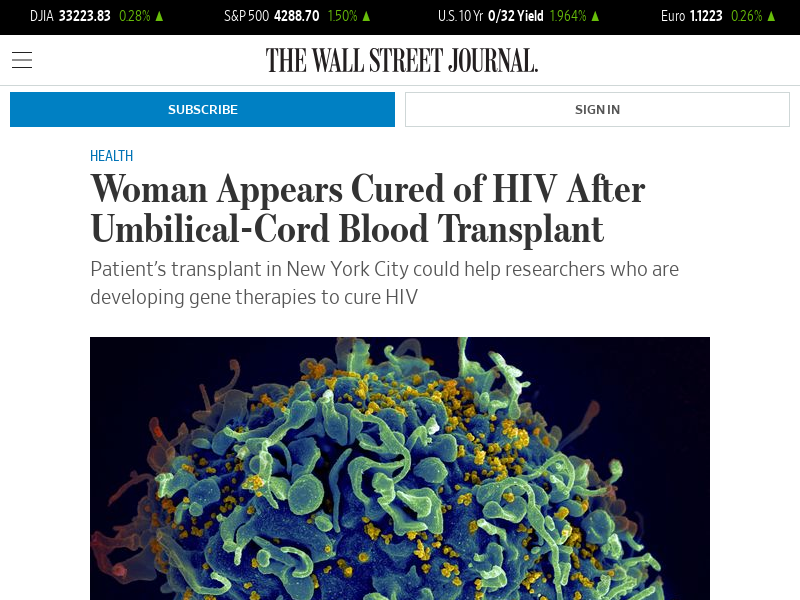 DJIA 33223.83 0.28% ▲ S&P 500 4288.70 1.50% ▲ U.S. 10 Yr 0/32 Yield 1.964% ▲ Euro 1.1223 0.26% ▲
THE WALL STREET JOURNAL.
SUBSCRIBE SIGN IN
HEALTH
Woman Appears Cured of HIV After
Umbilical-Cord Blood Transplant
Patient’s transplant in New York City could help researchers who are
developing gene therapies to cure HIV